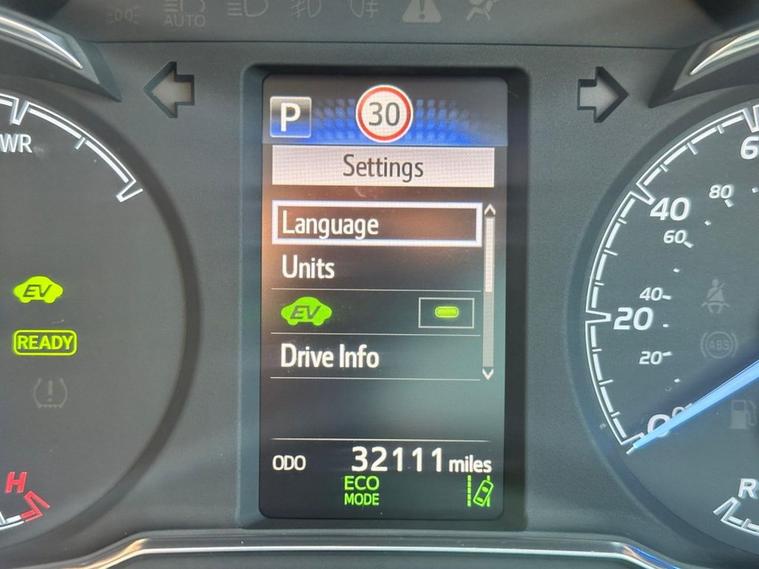 AUTO
P
30
Settings
WR
Language
Units
EV
EV
READY
Drive Info
H
ODO 32111 miles
ECO
MODE
80
40
60
40
20
20
ABS
0
R